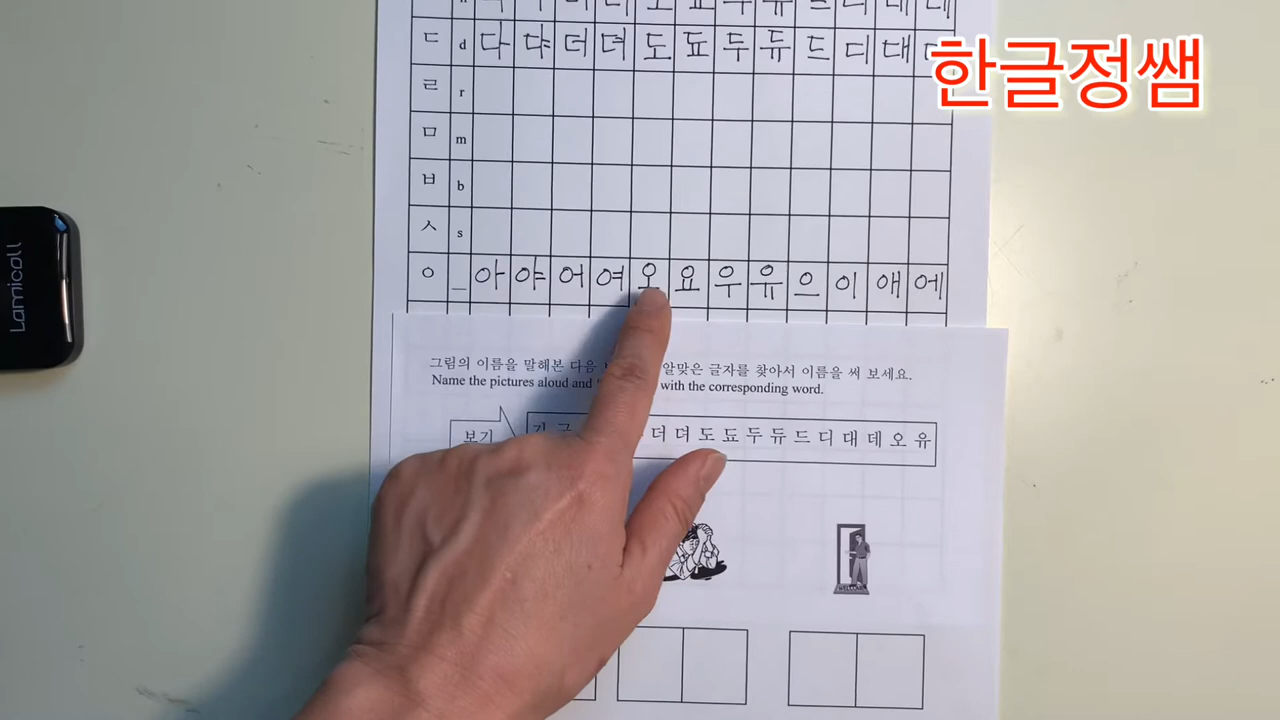 ㄷ d 다 댜 더 뎌 도 됴 두 듀 드 디 대
한글정쌤
ㄹ r
ㅁ m
ㅂ b
ㅅ s
ㅇ _ 아 야 어 여 오 요 우 유 으 이 애 에
Lamicall
그림의 이름을 말해본 다음 알맞은 글자를 찾아서 이름을 써 보세요.
Name the pictures aloud and with the corresponding word.
보기
더 뎌 도 됴 두 듀 드 디 대 데 오 유